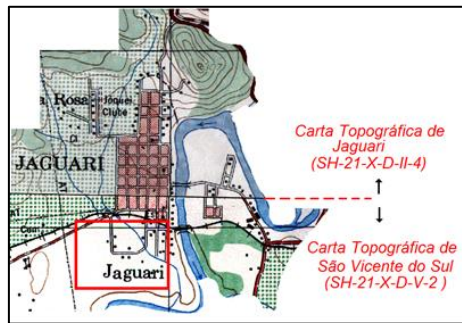 a Rosa
Joquei
Clube
JAGUARI
Jaguari
Carta Topográfica de
Jaguari
(SH-21-X-D-II-4)
Carta Topográfica de
São Vicente do Sul
(SH-21-X-D-V-2 )